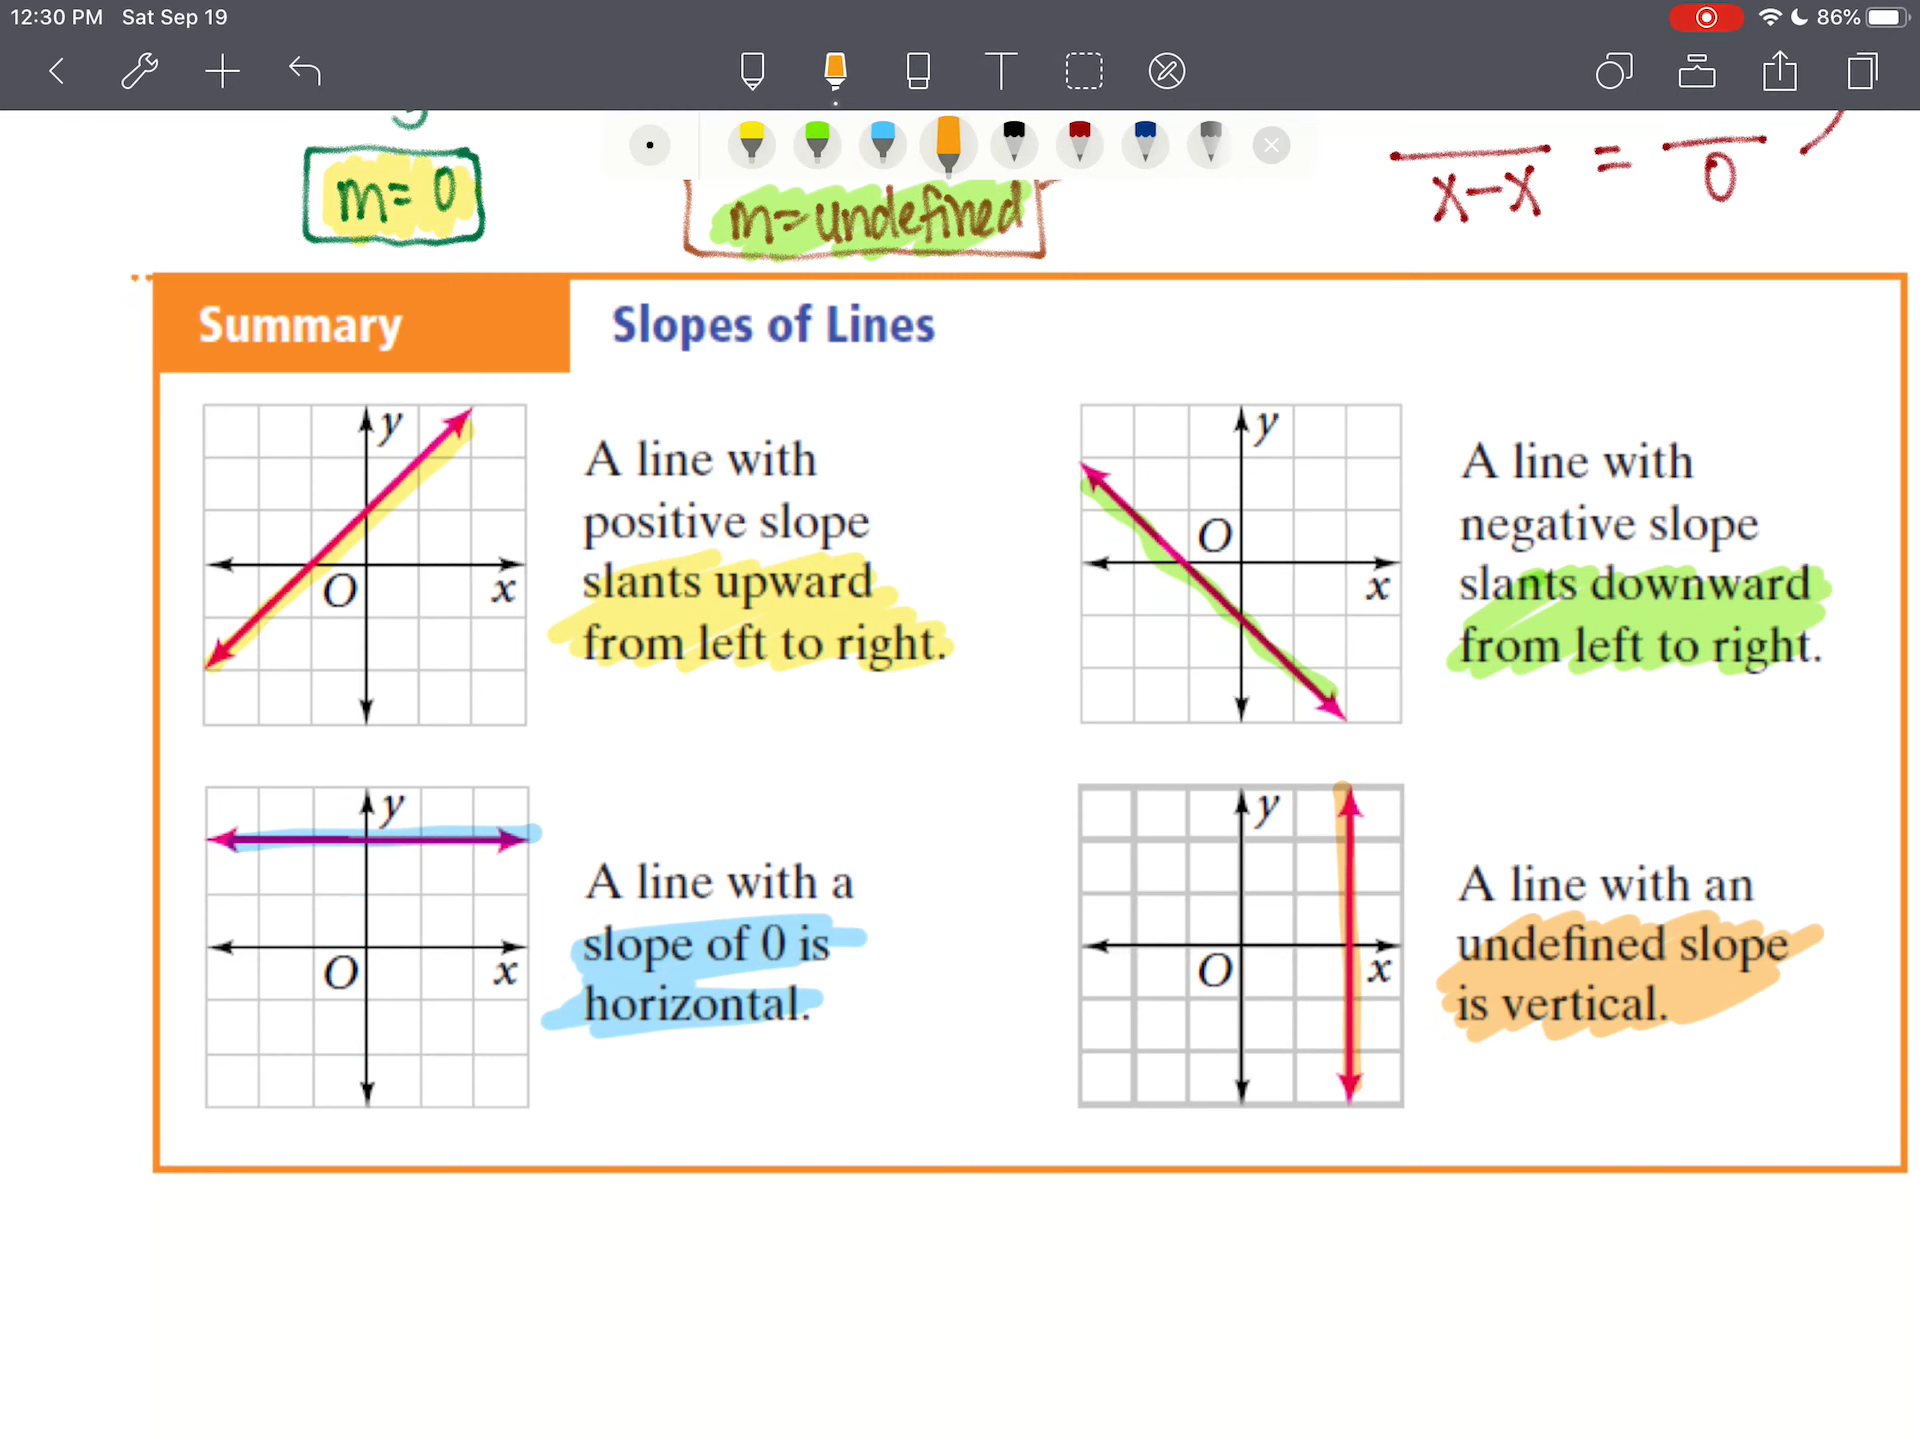 12:30 PM Sat Sep 19
86%
m= 0
m=undefined
x-x = 0
Summary
Slopes of Lines
y
O
x
A line with
positive slope
slants upward
from left to right.
y
O
x
A line with
negative slope
slants downward
from left to right.
y
O
x
A line with a
slope of 0 is
horizontal.
y
O
x
A line with an
undefined slope
is vertical.